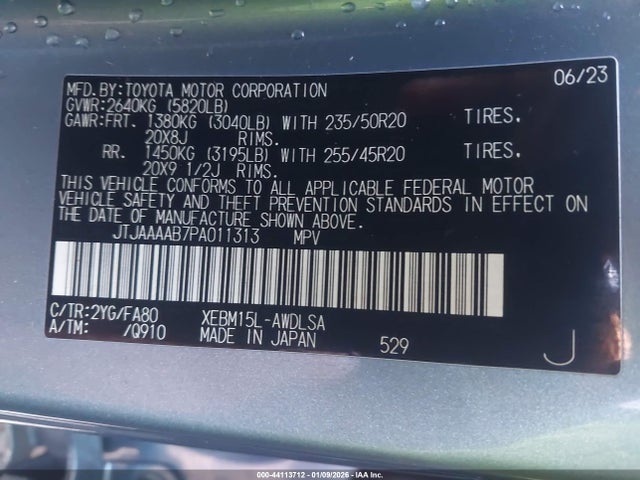 06/23
MFD.BY:TOYOTA MOTOR CORPORATION
GVWR:2640KG (5820LB)
GAWR:FRT. 1380KG (3040LB) WITH 235/50R20 TIRES.
20X8J RIMS.
RR. 1450KG (3195LB) WITH 255/45R20 TIRES.
20X9 1/2J RIMS.
THIS VEHICLE CONFORMS TO ALL APPLICABLE FEDERAL MOTOR
VEHICLE SAFETY AND THEFT PREVENTION STANDARDS IN EFFECT ON
THE DATE OF MANUFACTURE SHOWN ABOVE.
JTJAAAAB7PA011313 MPV
C/TR:2YG/FA80 XEBM15L-AWDLSA
A/TM: /Q910 MADE IN JAPAN 529 J
000-44113712 - 01/09/2026 - IAA Inc.